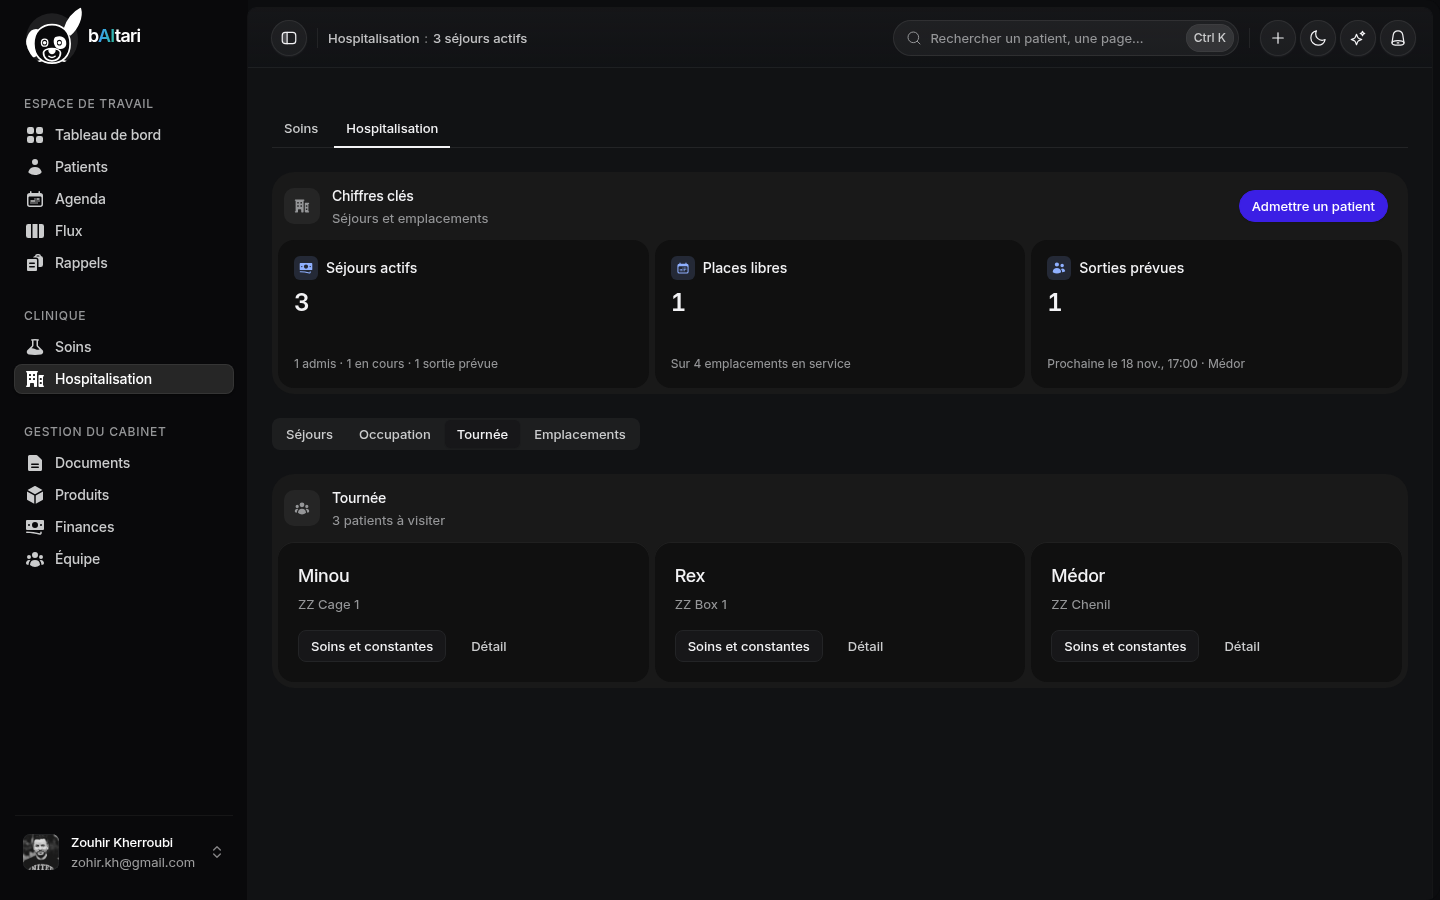 bAItari
Hospitalisation : 3 séjours actifs
Rechercher un patient, une page...
Ctrl K
ESPACE DE TRAVAIL
Tableau de bord
Patients
Agenda
Flux
Rappels
CLINIQUE
Soins
Hospitalisation
GESTION DU CABINET
Documents
Produits
Finances
Équipe
Zouhir Kherroubi
zohir.kh@gmail.com
Soins
Hospitalisation
Chiffres clés
Séjours et emplacements
Admettre un patient
Séjours actifs
3
1 admis · 1 en cours · 1 sortie prévue
Places libres
1
Sur 4 emplacements en service
Sorties prévues
1
Prochaine le 18 nov., 17:00 · Médor
Séjours
Occupation
Tournée
Emplacements
Tournée
3 patients à visiter
Minou
ZZ Cage 1
Soins et constantes
Détail
Rex
ZZ Box 1
Soins et constantes
Détail
Médor
ZZ Chenil
Soins et constantes
Détail